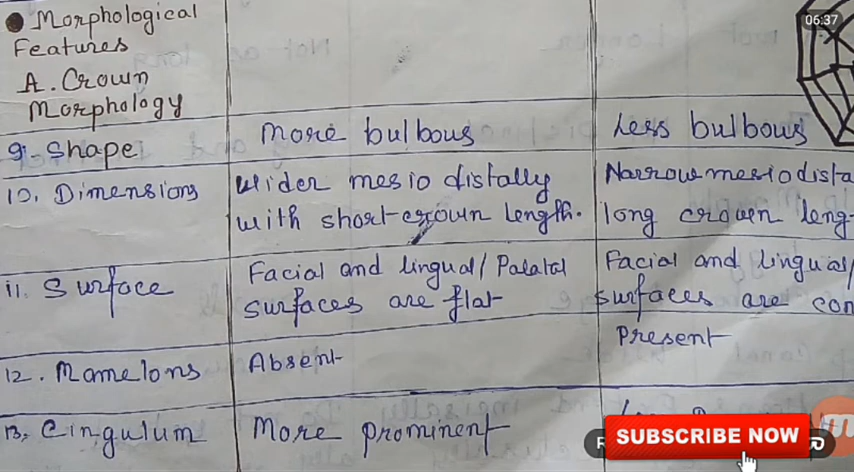 Morphological
Features
A. Crown
Morphology
9. Shape
More bulbous
Less bulbous
10. Dimensions
Wider mesio distally
with short crown length.
Narrow mesiodista
long crown leng
11. Surface
Facial and lingual/Palatal
surfaces are flat
Facial and lingual/
surfaces are con
12. Mamelons
Absent
Present
13. Cingulum
More prominent
06:37
SUBSCRIBE NOW